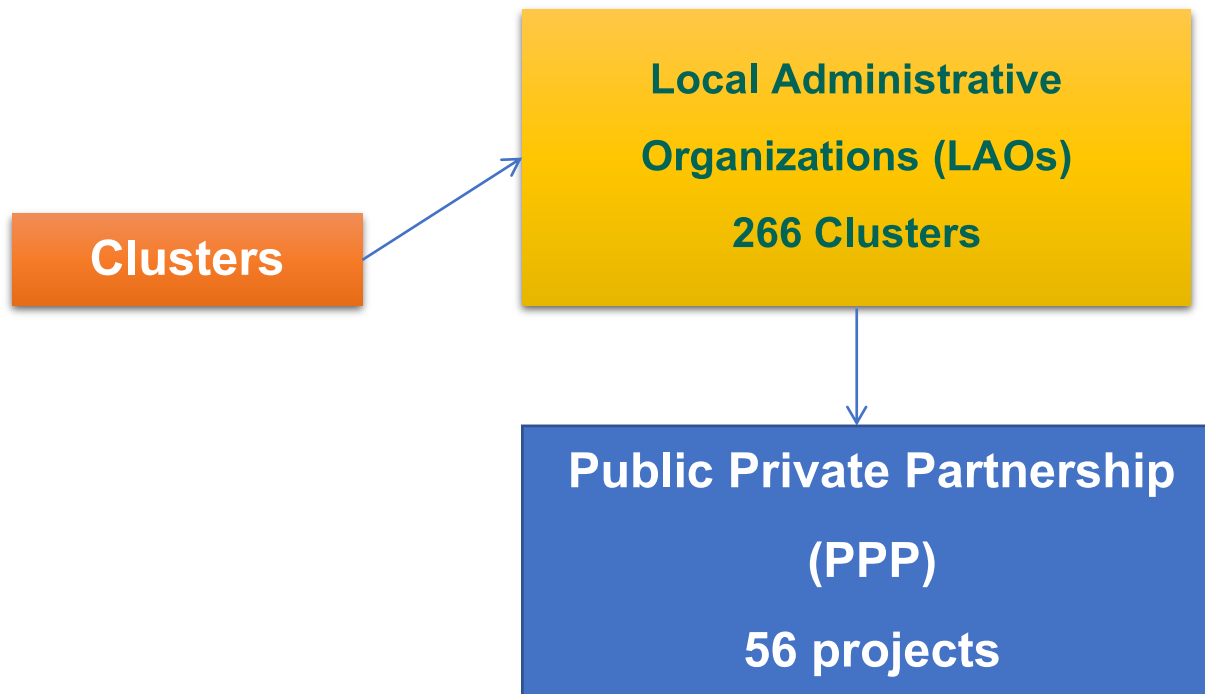 Local Administrative
Organizations (LAOs)
266 Clusters
Clusters
Public Private Partnership
(PPP)
56 projects